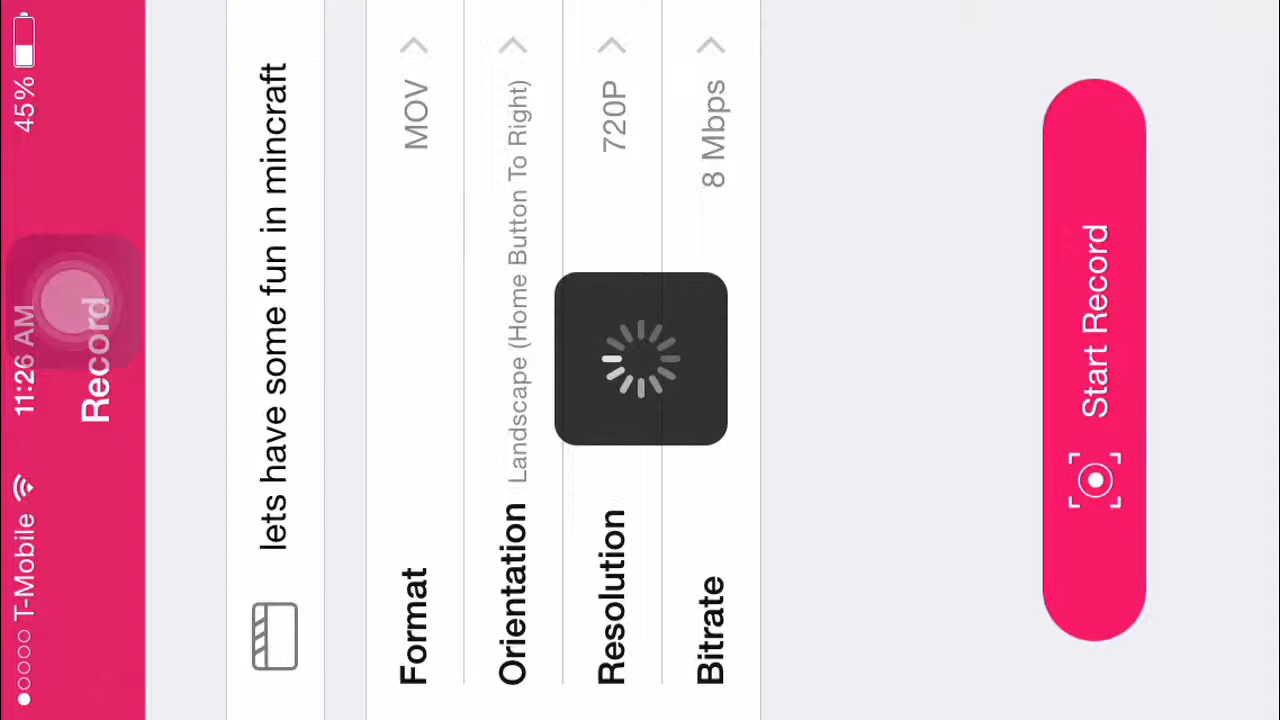 T-Mobile 11:26 AM 45%
Record
lets have some fun in mincraft
Format MOV
Orientation Landscape (Home Button To Right)
Resolution 720P
Bitrate 8 Mbps
Start Record